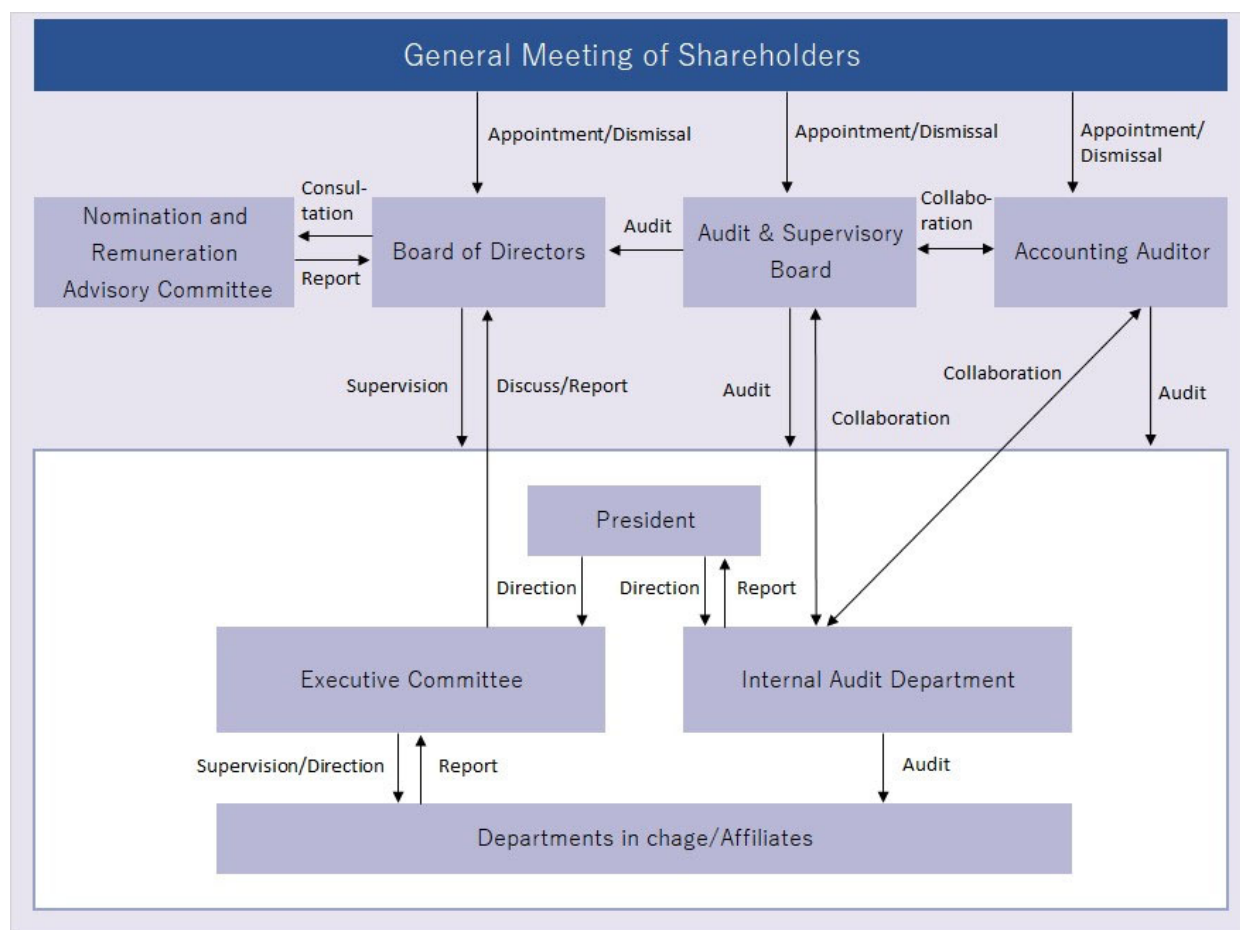 General Meeting of Shareholders
Appointment/Dismissal
Appointment/Dismissal
Appointment/
Dismissal
Consul-
tation
Report
Nomination and
Remuneration
Advisory Committee
Board of Directors
Audit
Audit & Supervisory
Board
Collabo-
ration
Accounting Auditor
Supervision
Discuss/Report
Audit
Collaboration
Collaboration
Audit
President
Direction
Direction
Report
Executive Committee
Internal Audit Department
Supervision/Direction
Report
Audit
Departments in chage/Affiliates